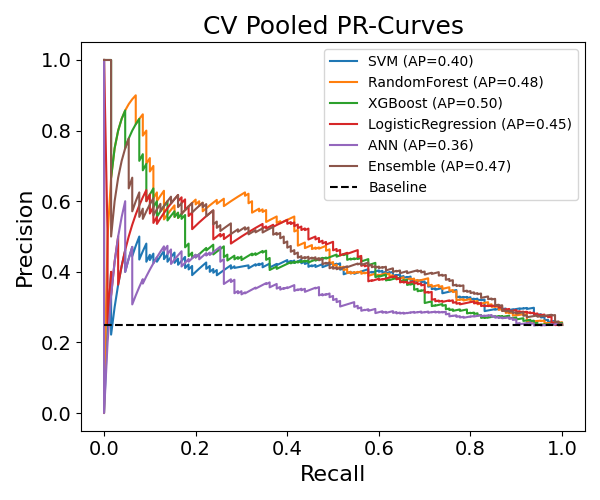 CV Pooled PR-Curves
SVM (AP=0.40)
RandomForest (AP=0.48)
XGBoost (AP=0.50)
LogisticRegression (AP=0.45)
ANN (AP=0.36)
Ensemble (AP=0.47)
Baseline
Precision
1.0
0.8
0.6
0.4
0.2
0.0
0.0 0.2 0.4 0.6 0.8 1.0
Recall